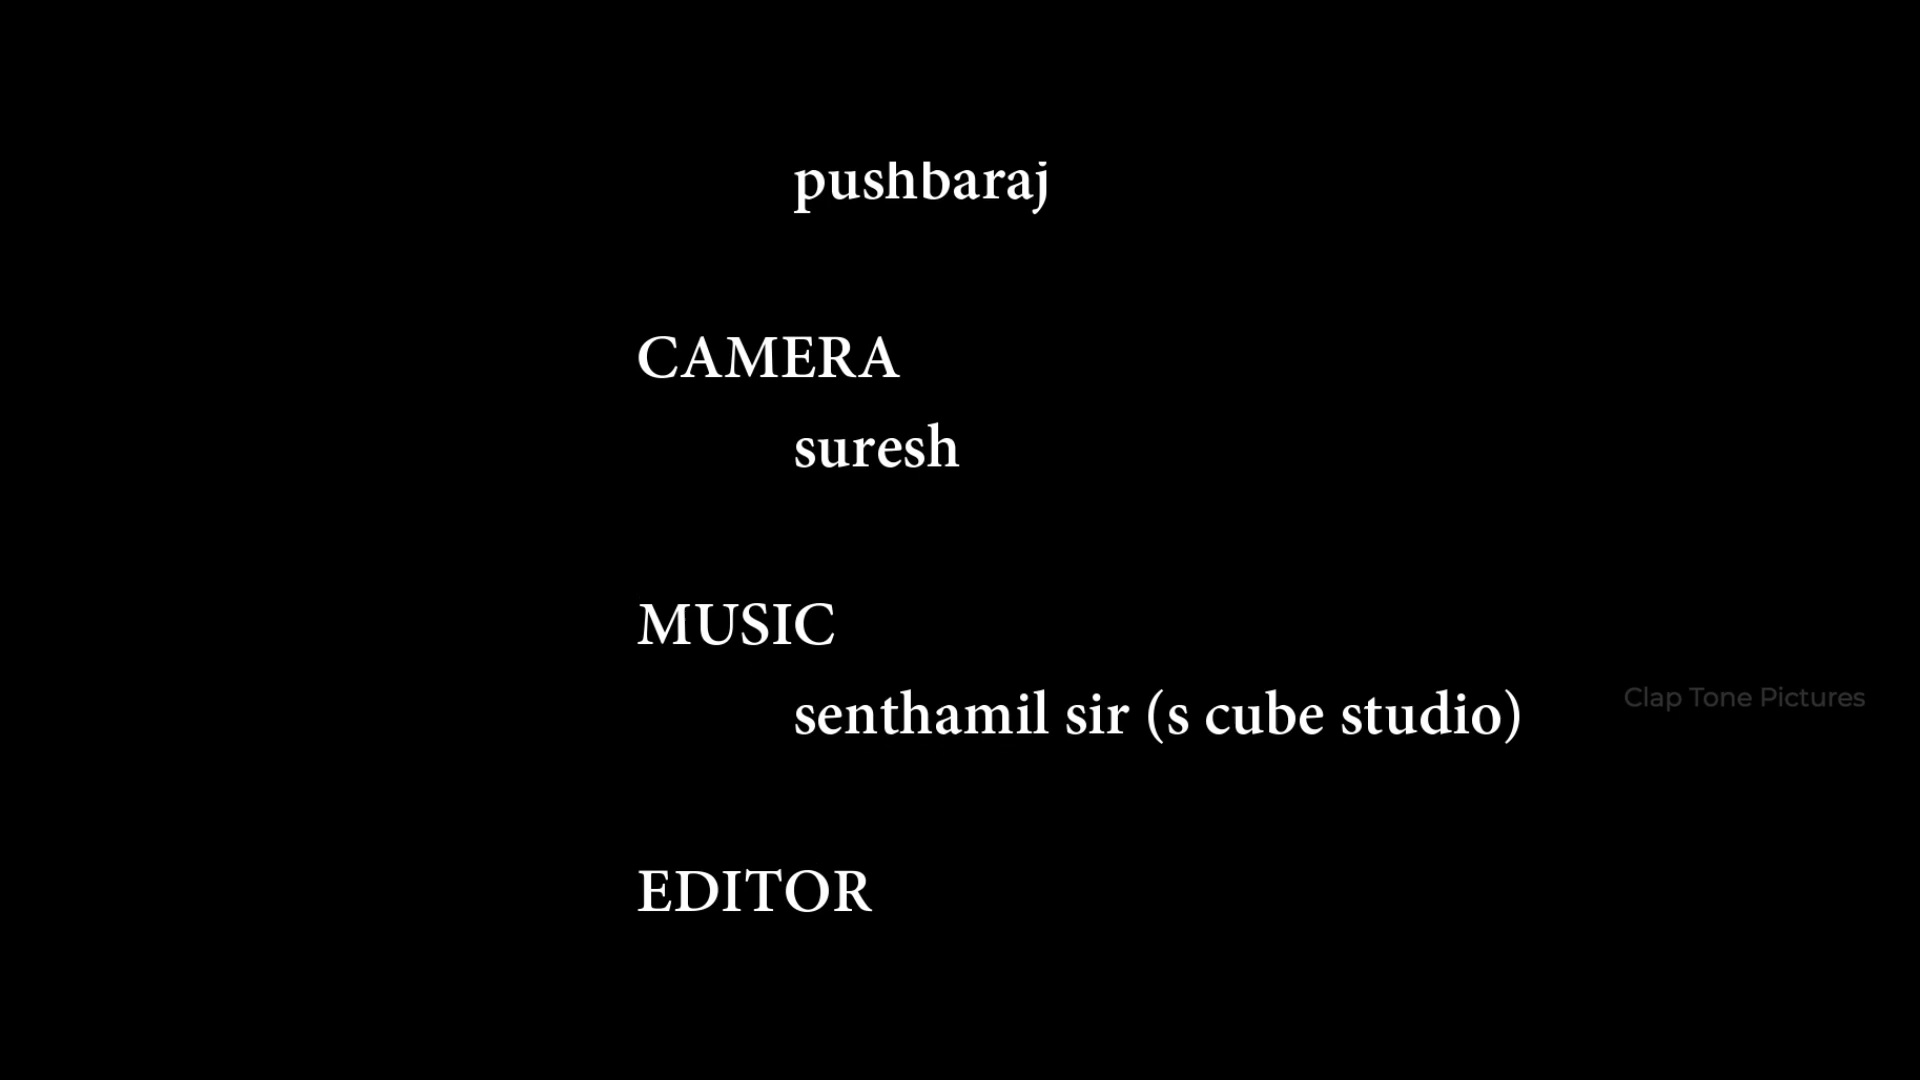 pushbaraj
CAMERA
suresh
MUSIC
senthamil sir (s cube studio)
Clap Tone Pictures
EDITOR